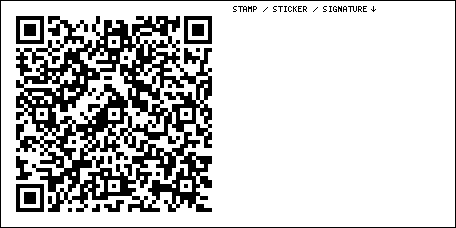 STAMP / STICKER / SIGNATURE ↓